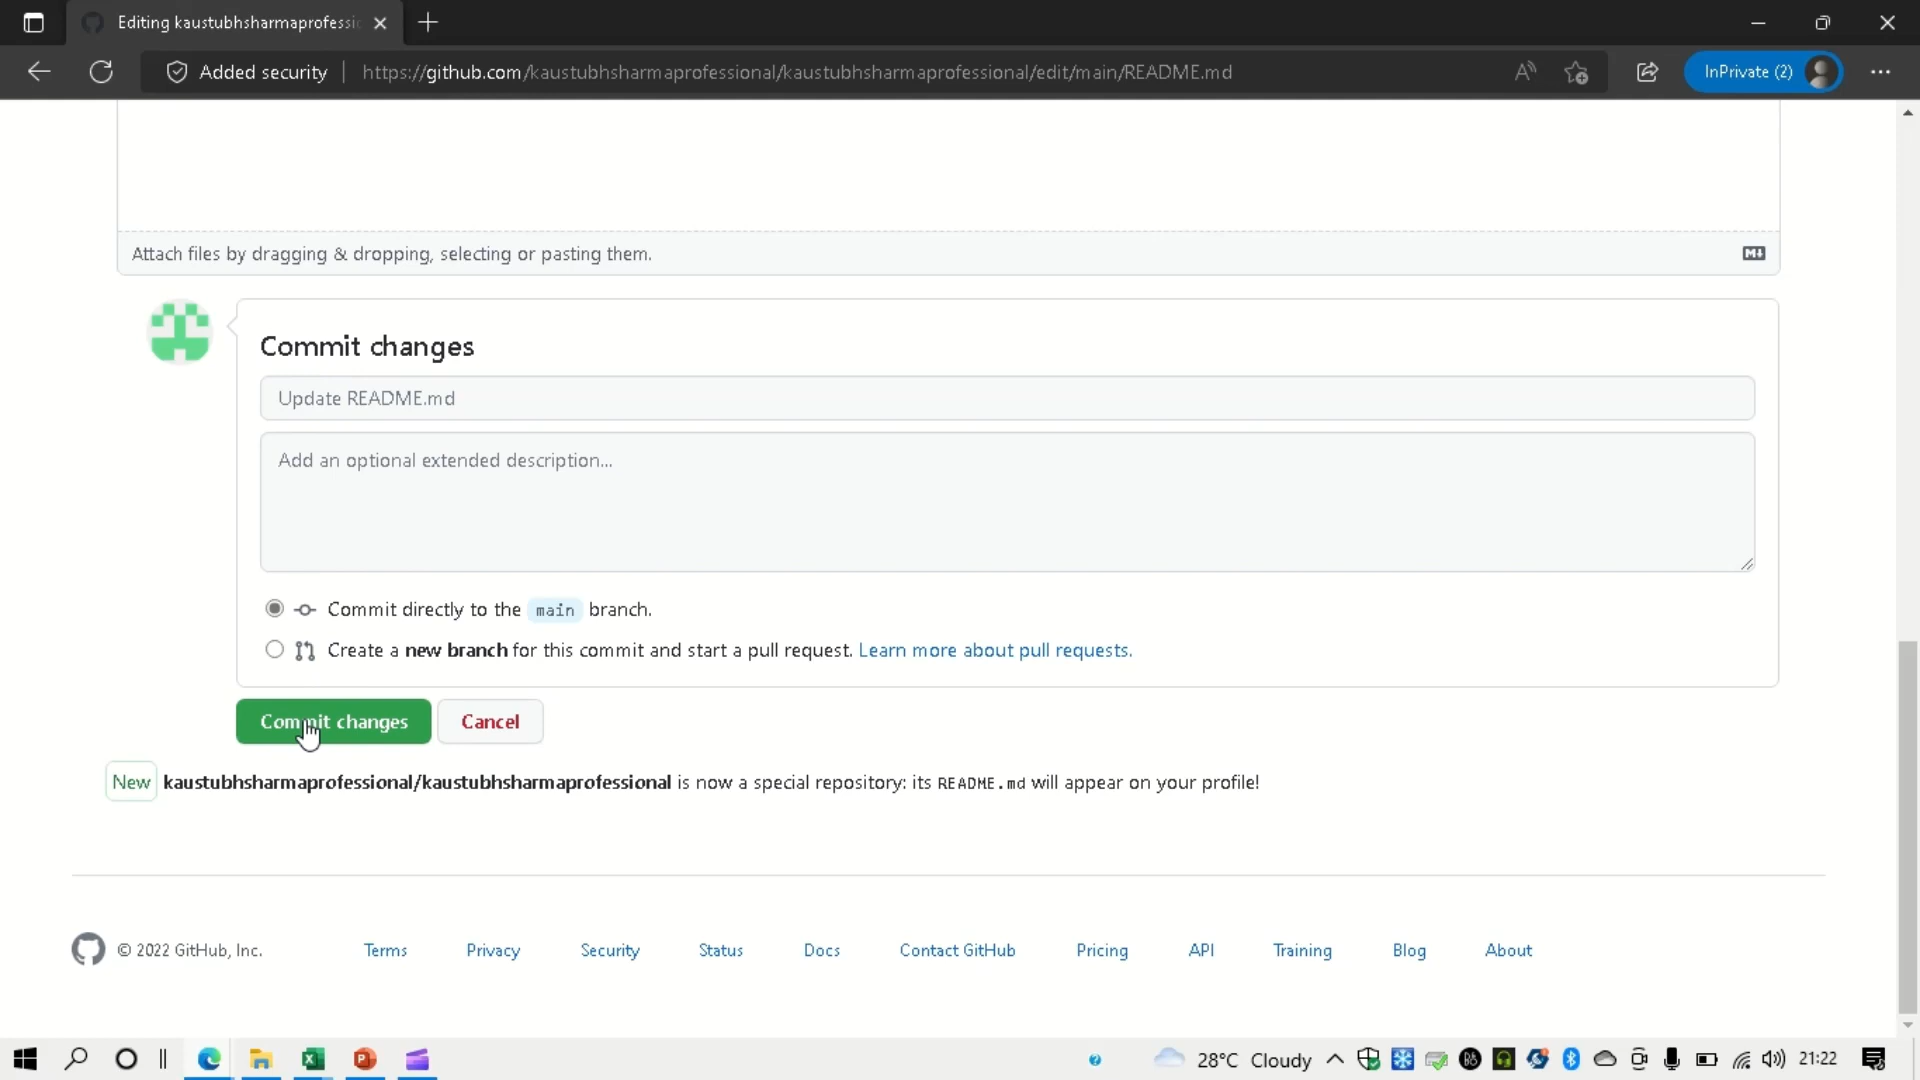 Editing kaustubhsharmaprofessio
Added security
https://github.com/kaustubhsharmaprofessional/kaustubhsharmaprofessional/edit/main/README.md
InPrivate (2)
Attach files by dragging & dropping, selecting or pasting them.
Commit changes
Update README.md
Add an optional extended description...
Commit directly to the main branch.
Create a new branch for this commit and start a pull request. Learn more about pull requests.
Commit changes
Cancel
New kaustubhsharmaprofessional/kaustubhsharmaprofessional is now a special repository: its README.md will appear on your profile!
© 2022 GitHub, Inc.
Terms
Privacy
Security
Status
Docs
Contact GitHub
Pricing
API
Training
Blog
About
28°C Cloudy
21:22